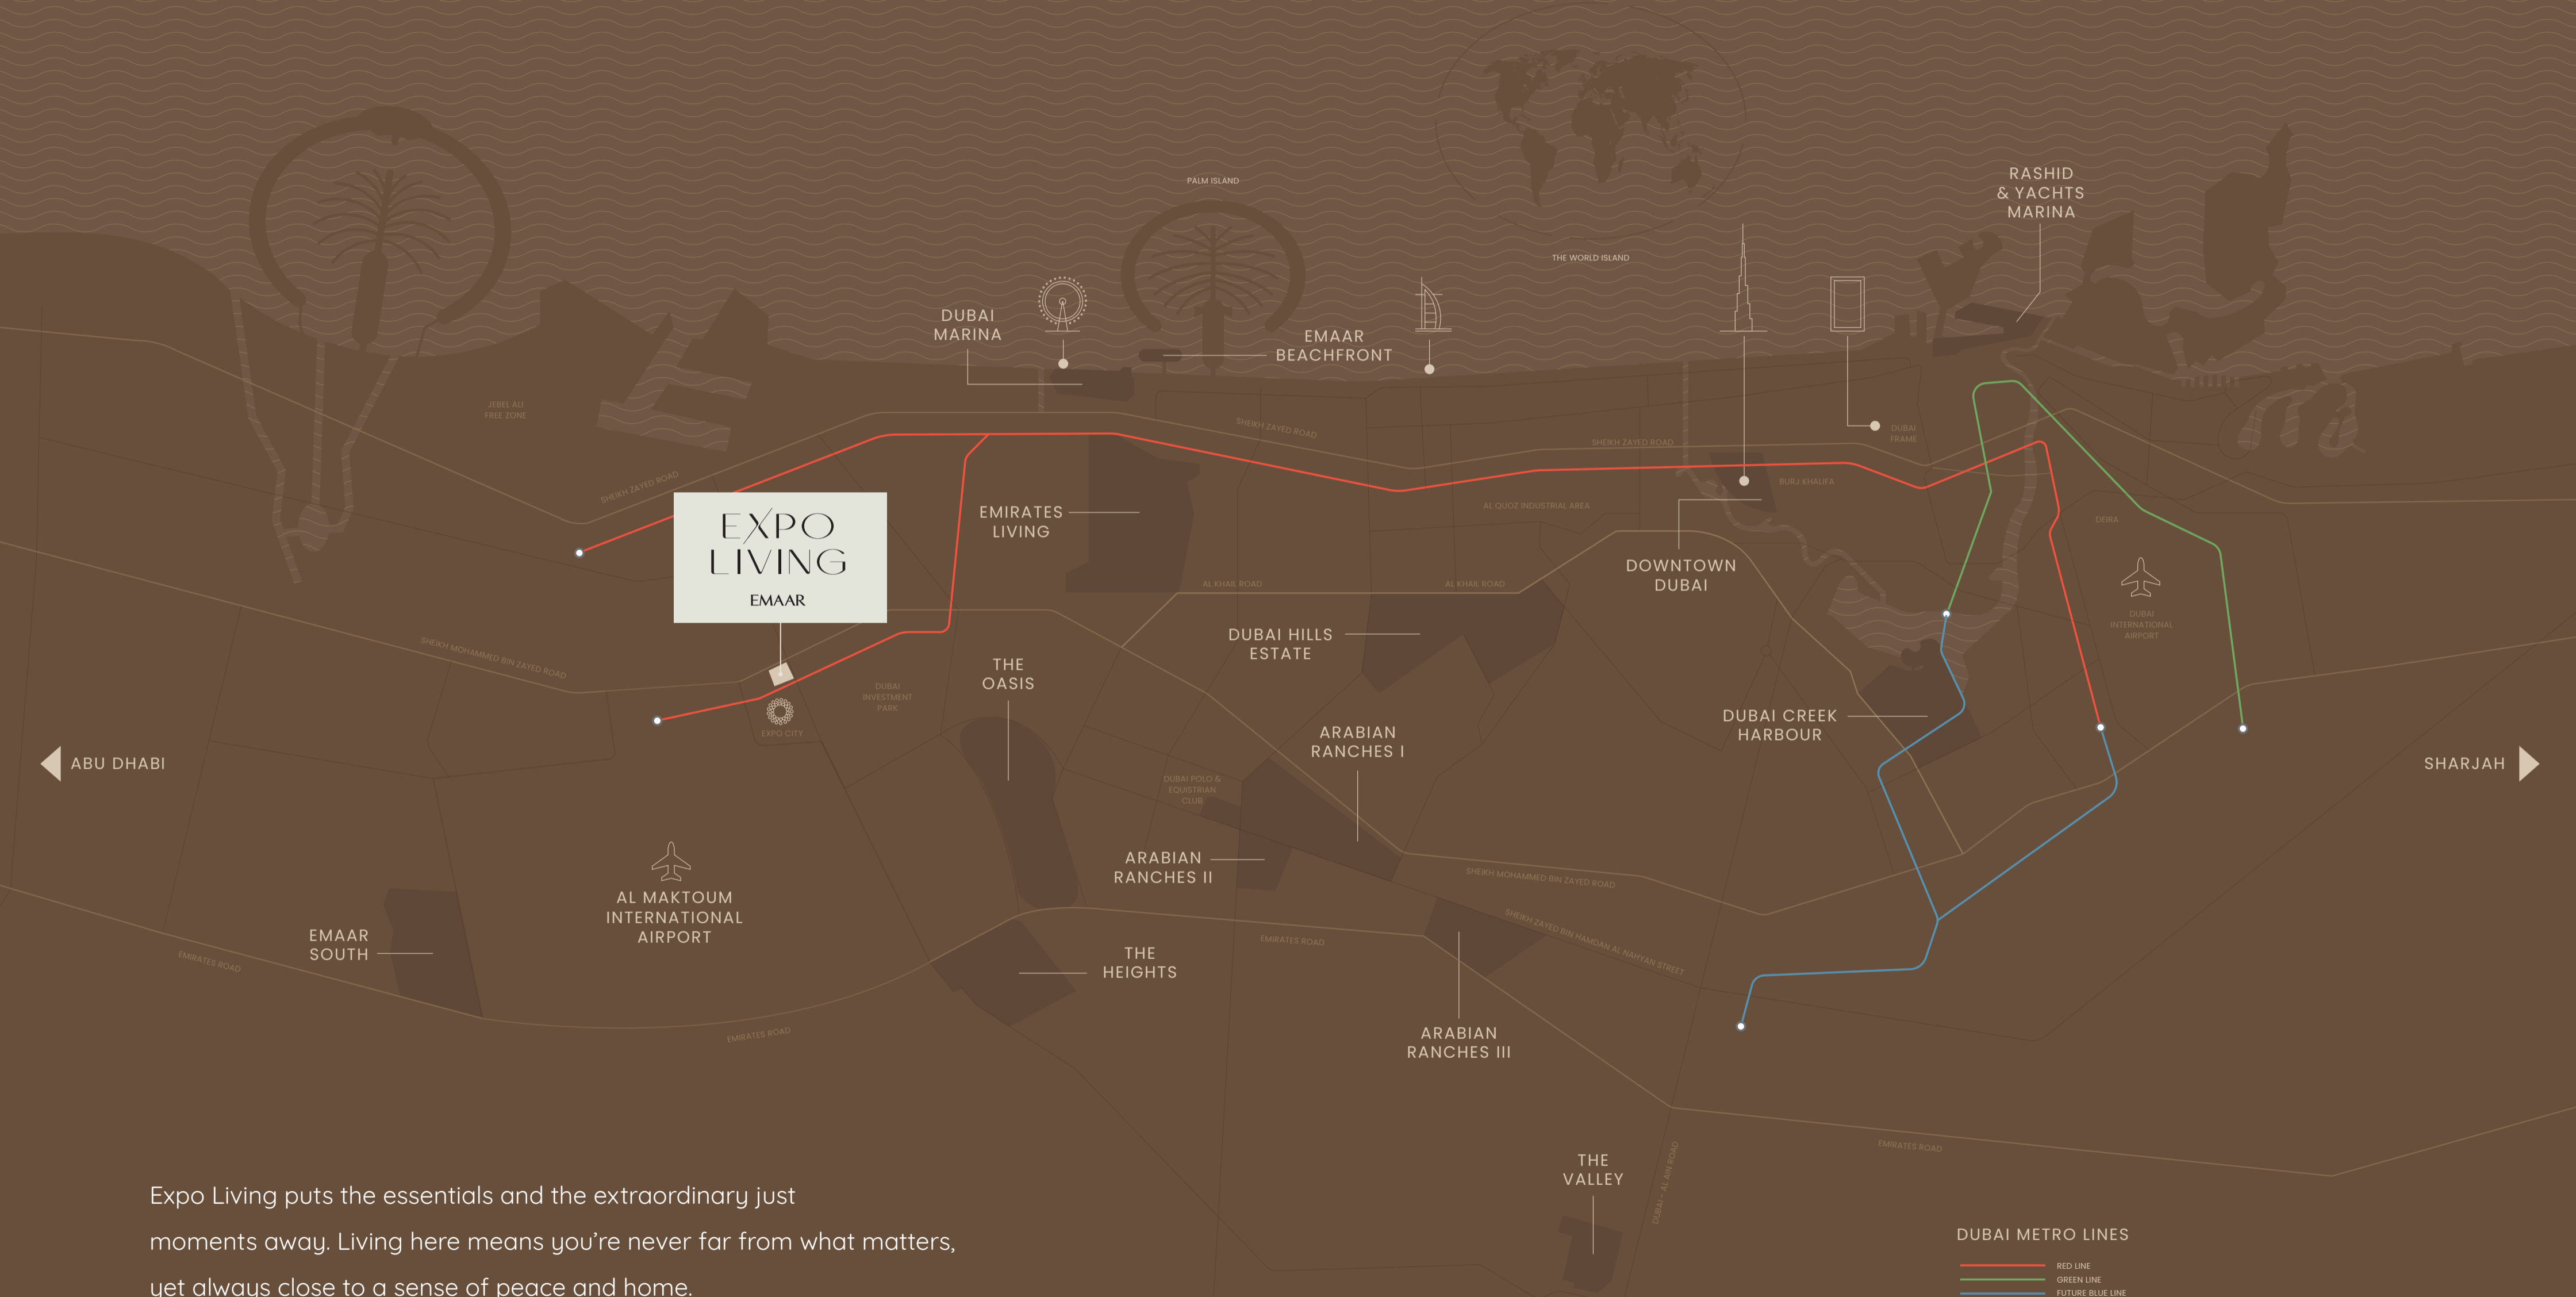 RASHID
& YACHTS
MARINA
PALM ISLAND
THE WORLD ISLAND
DUBAI
MARINA
EMAAR
BEACHFRONT
JEBEL ALI
FREE ZONE
SHEIKH ZAYED ROAD
SHEIKH ZAYED ROAD
SHEIKH ZAYED ROAD
DUBAI
FRAME
BURJ KHALIFA
EXPO
LIVING
EMAAR
EMIRATES
LIVING
AL QUOZ INDUSTRIAL AREA
DEIRA
DOWNTOWN
DUBAI
AL KHAIL ROAD
AL KHAIL ROAD
DUBAI
INTERNATIONAL
AIRPORT
SHEIKH MOHAMMED BIN ZAYED ROAD
DUBAI HILLS
ESTATE
THE
OASIS
DUBAI
INVESTMENT
PARK
EXPO CITY
DUBAI CREEK
HARBOUR
ARABIAN
RANCHES I
ABU DHABI
SHARJAH
DUBAI POLO &
EQUESTRIAN
CLUB
ARABIAN
RANCHES II
SHEIKH MOHAMMED BIN ZAYED ROAD
AL MAKTOUM
INTERNATIONAL
AIRPORT
EMAAR
SOUTH
EMIRATES ROAD
EMIRATES ROAD
SHEIKH ZAYED BIN HAMDAN AL NAHYAN STREET
THE
HEIGHTS
EMIRATES ROAD
ARABIAN
RANCHES III
EMIRATES ROAD
THE
VALLEY
DUBAI - AL AIN ROAD
Expo Living puts the essentials and the extraordinary just
moments away. Living here means you’re never far from what matters,
yet always close to a sense of peace and home.
DUBAI METRO LINES
RED LINE
GREEN LINE
FUTURE BLUE LINE